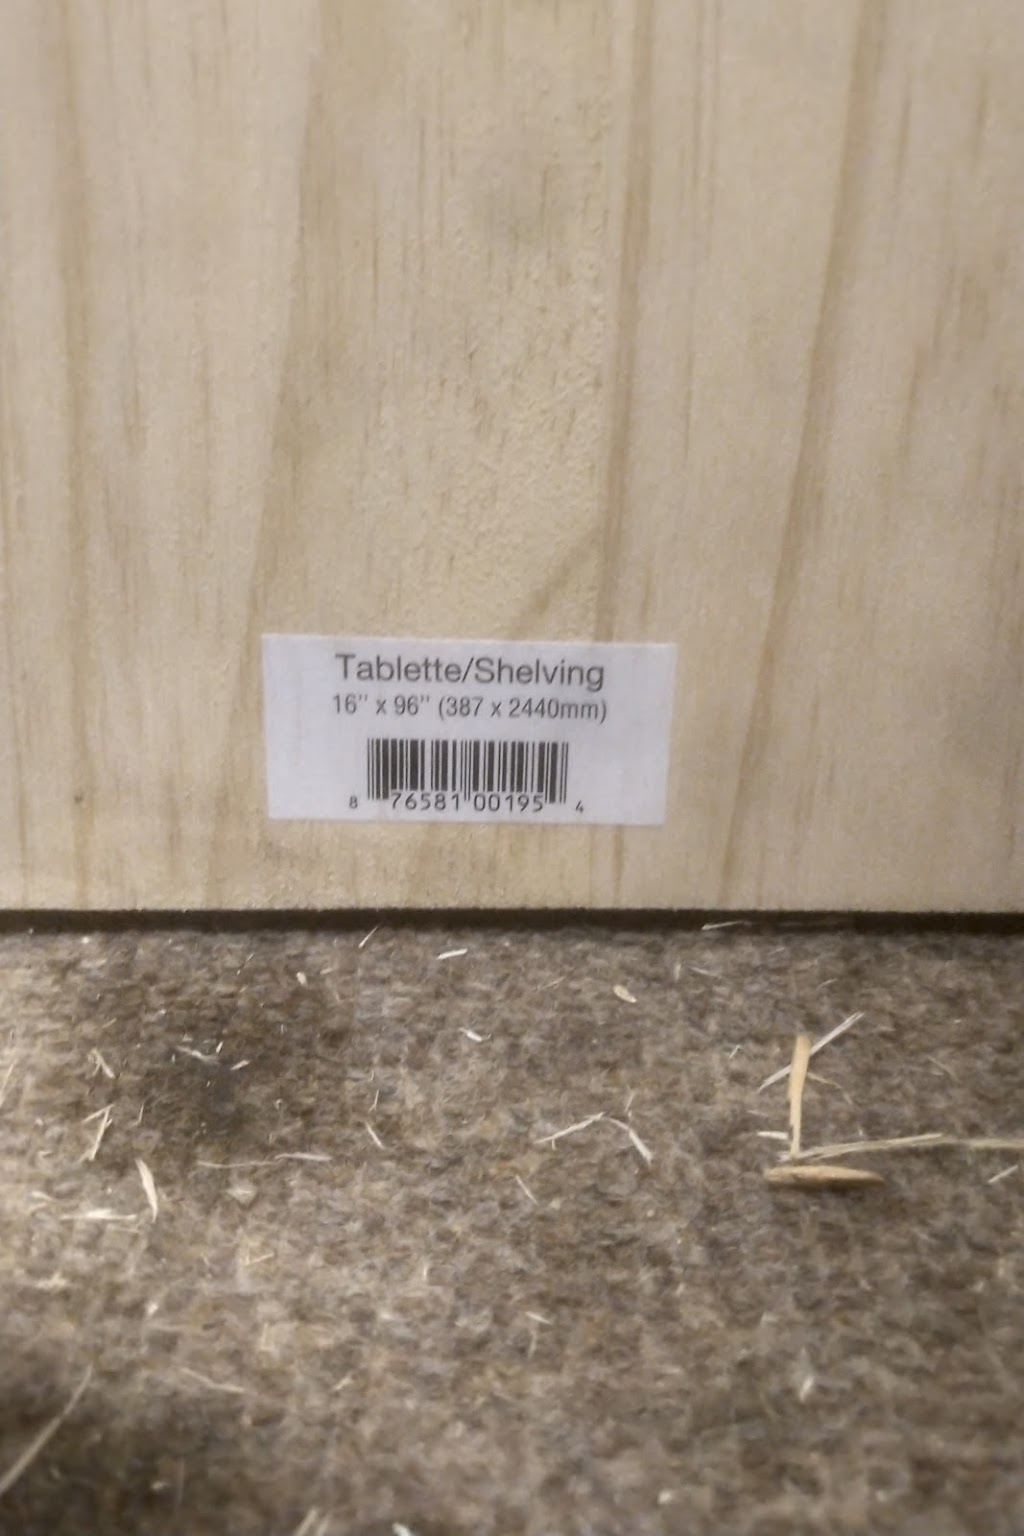 Tablette/Shelving
16" x 96" (387 x 2440mm)
8 76581 00195 4